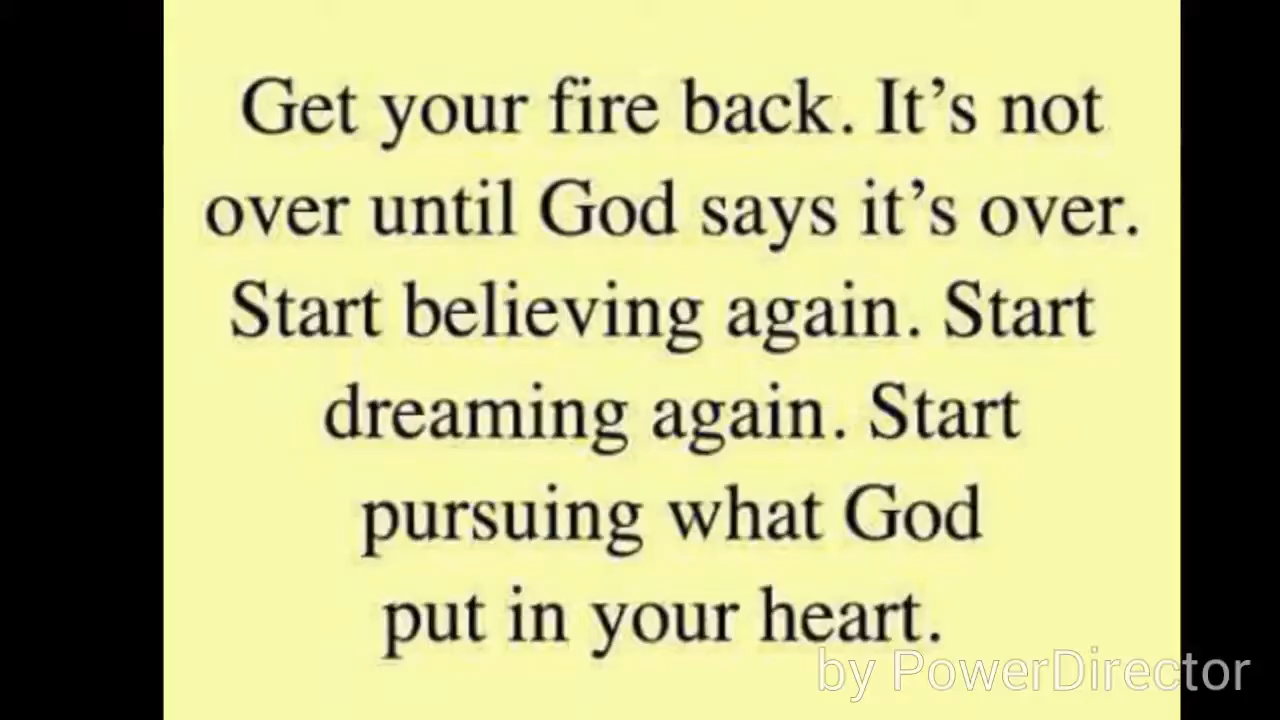 Get your fire back. It’s not
over until God says it’s over.
Start believing again. Start
dreaming again. Start
pursuing what God
put in your heart.
by PowerDirector